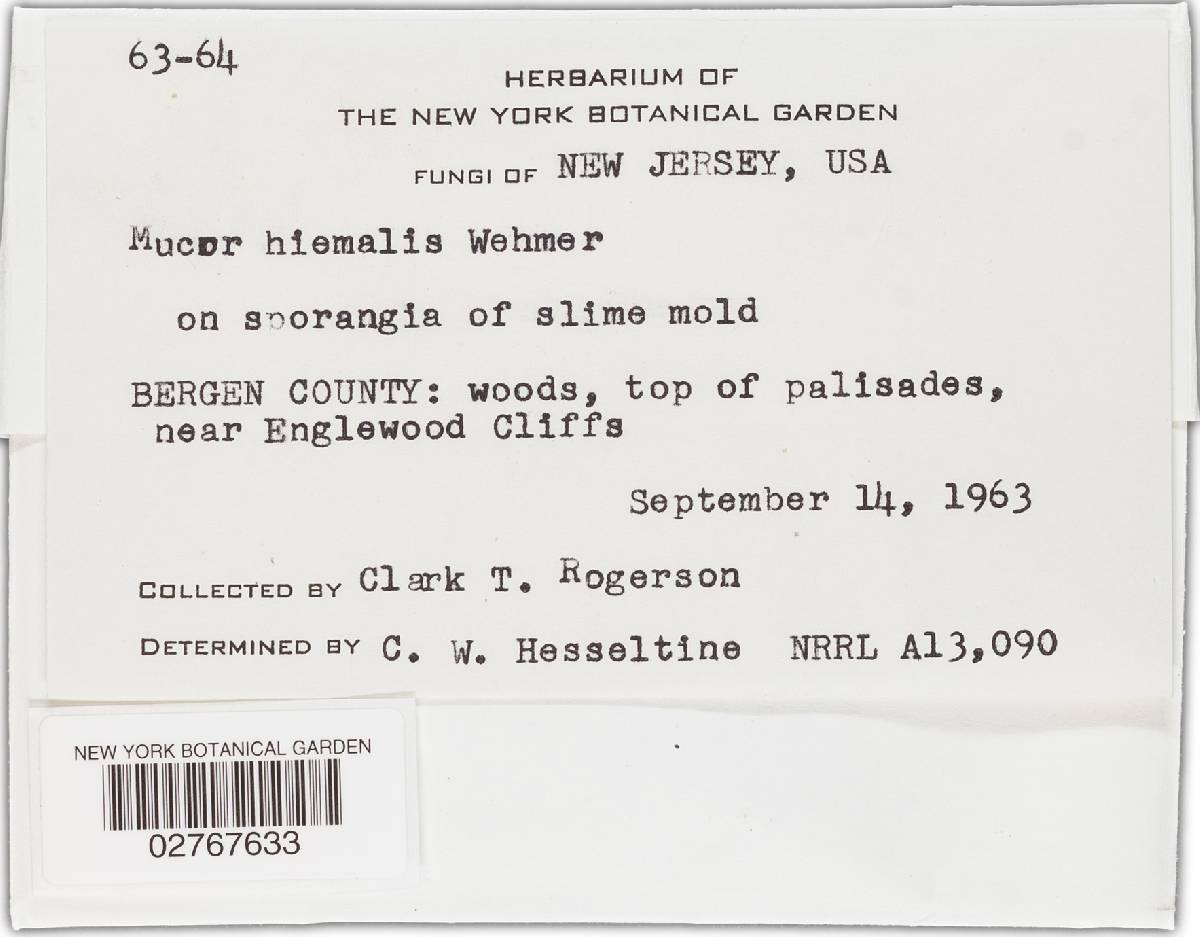 63-64
HERBARIUM OF
THE NEW YORK BOTANICAL GARDEN
FUNGI OF NEW JERSEY, USA
Mucor hiemalis Wehmer
on sporangia of slime mold
BERGEN COUNTY: woods, top of palisades,
near Englewood Cliffs
September 14, 1963
COLLECTED BY Clark T. Rogerson
DETERMINED BY C. W. Hesseltine NRRL A13,090
NEW YORK BOTANICAL GARDEN
02767633